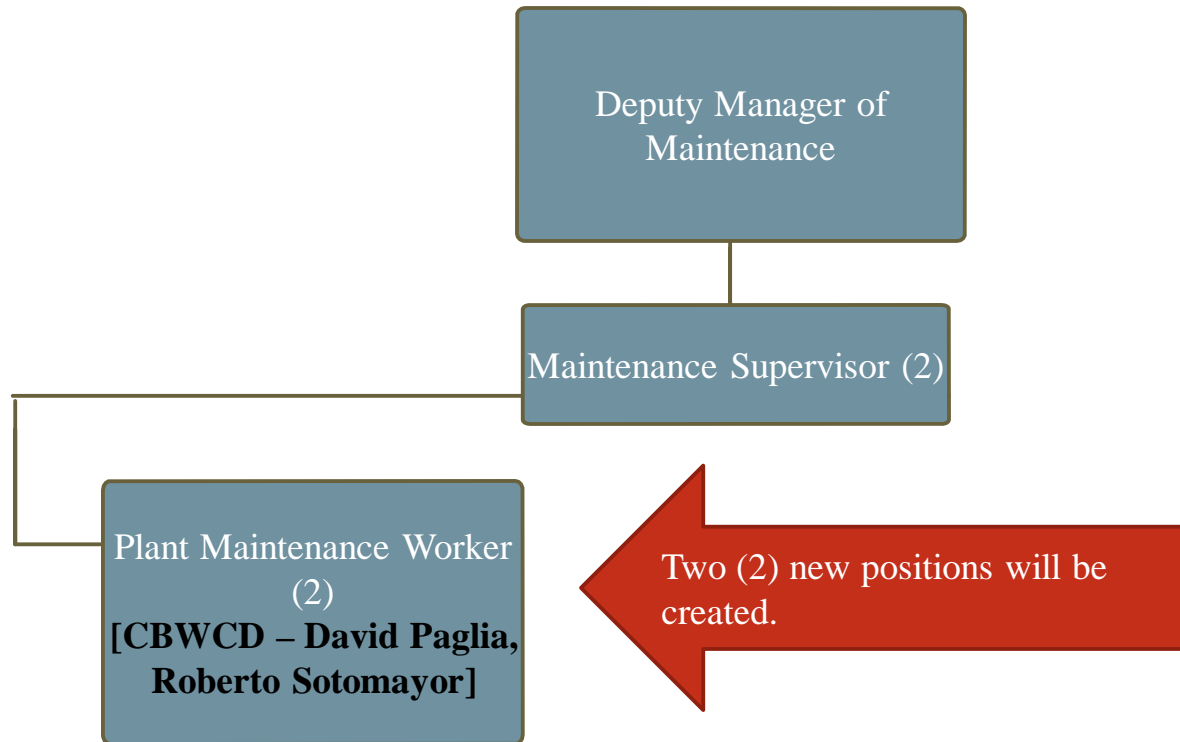 Deputy Manager of
Maintenance
Maintenance Supervisor (2)
Plant Maintenance Worker
(2)
[CBWCD – David Paglia,
Roberto Sotomayor]
Two (2) new positions will be
created.